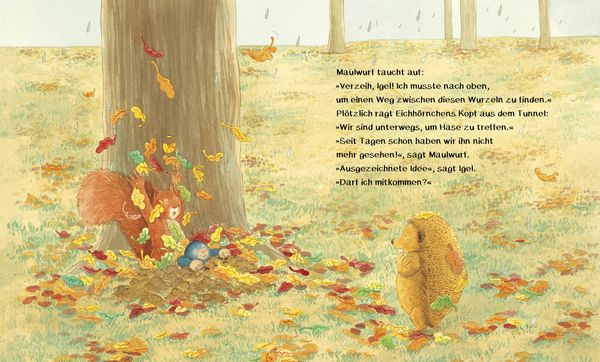 Maulwurf taucht auf:
»Verzeih, Igel! Ich musste nach oben,
um einen Weg zwischen diesen Wurzeln zu finden.«
Plötzlich ragt Eichhörnchens Kopf aus dem Tunnel:
»Wir sind unterwegs, um Hase zu treffen.«
»Seit Tagen schon haben wir ihn nicht
mehr gesehen!«, sagt Maulwurf.
»Ausgezeichnete Idee«, sagt Igel.
»Darf ich mitkommen?«